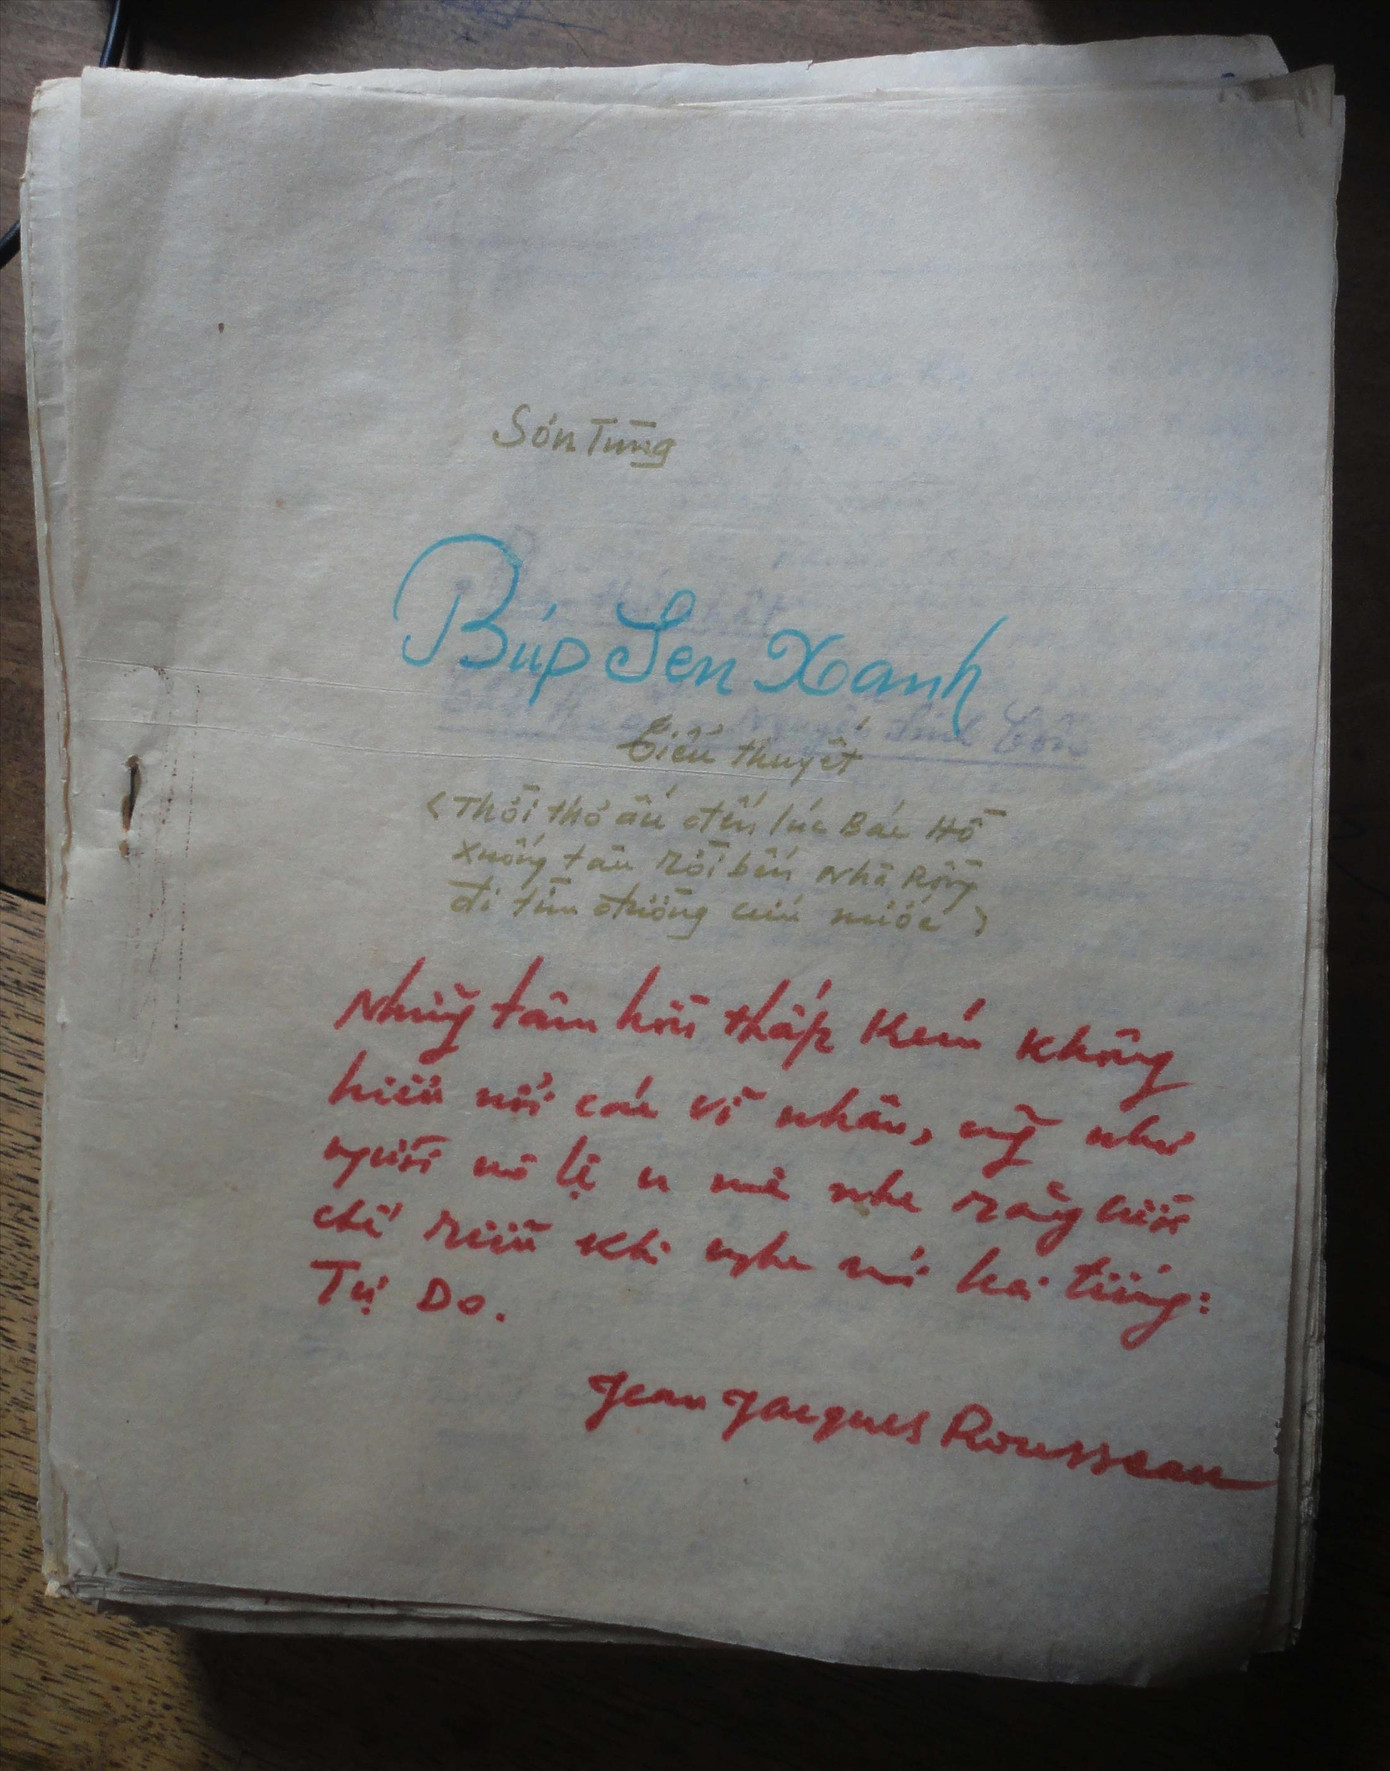 Sơn Tùng
Búp Sen Xanh
Tiểu thuyết
(Thời thơ ấu đến lúc Bác Hồ
xuống tàu rời bến Nhà Rồng
đi tìm đường cứu nước)
Những tâm hồn thấp kém không
hiểu nổi các vĩ nhân, cũng như
người nô lệ u mê nhe răng cười
chế riễu khi nghe nói hai tiếng:
Tự Do.
Jean Jacques Rousseau